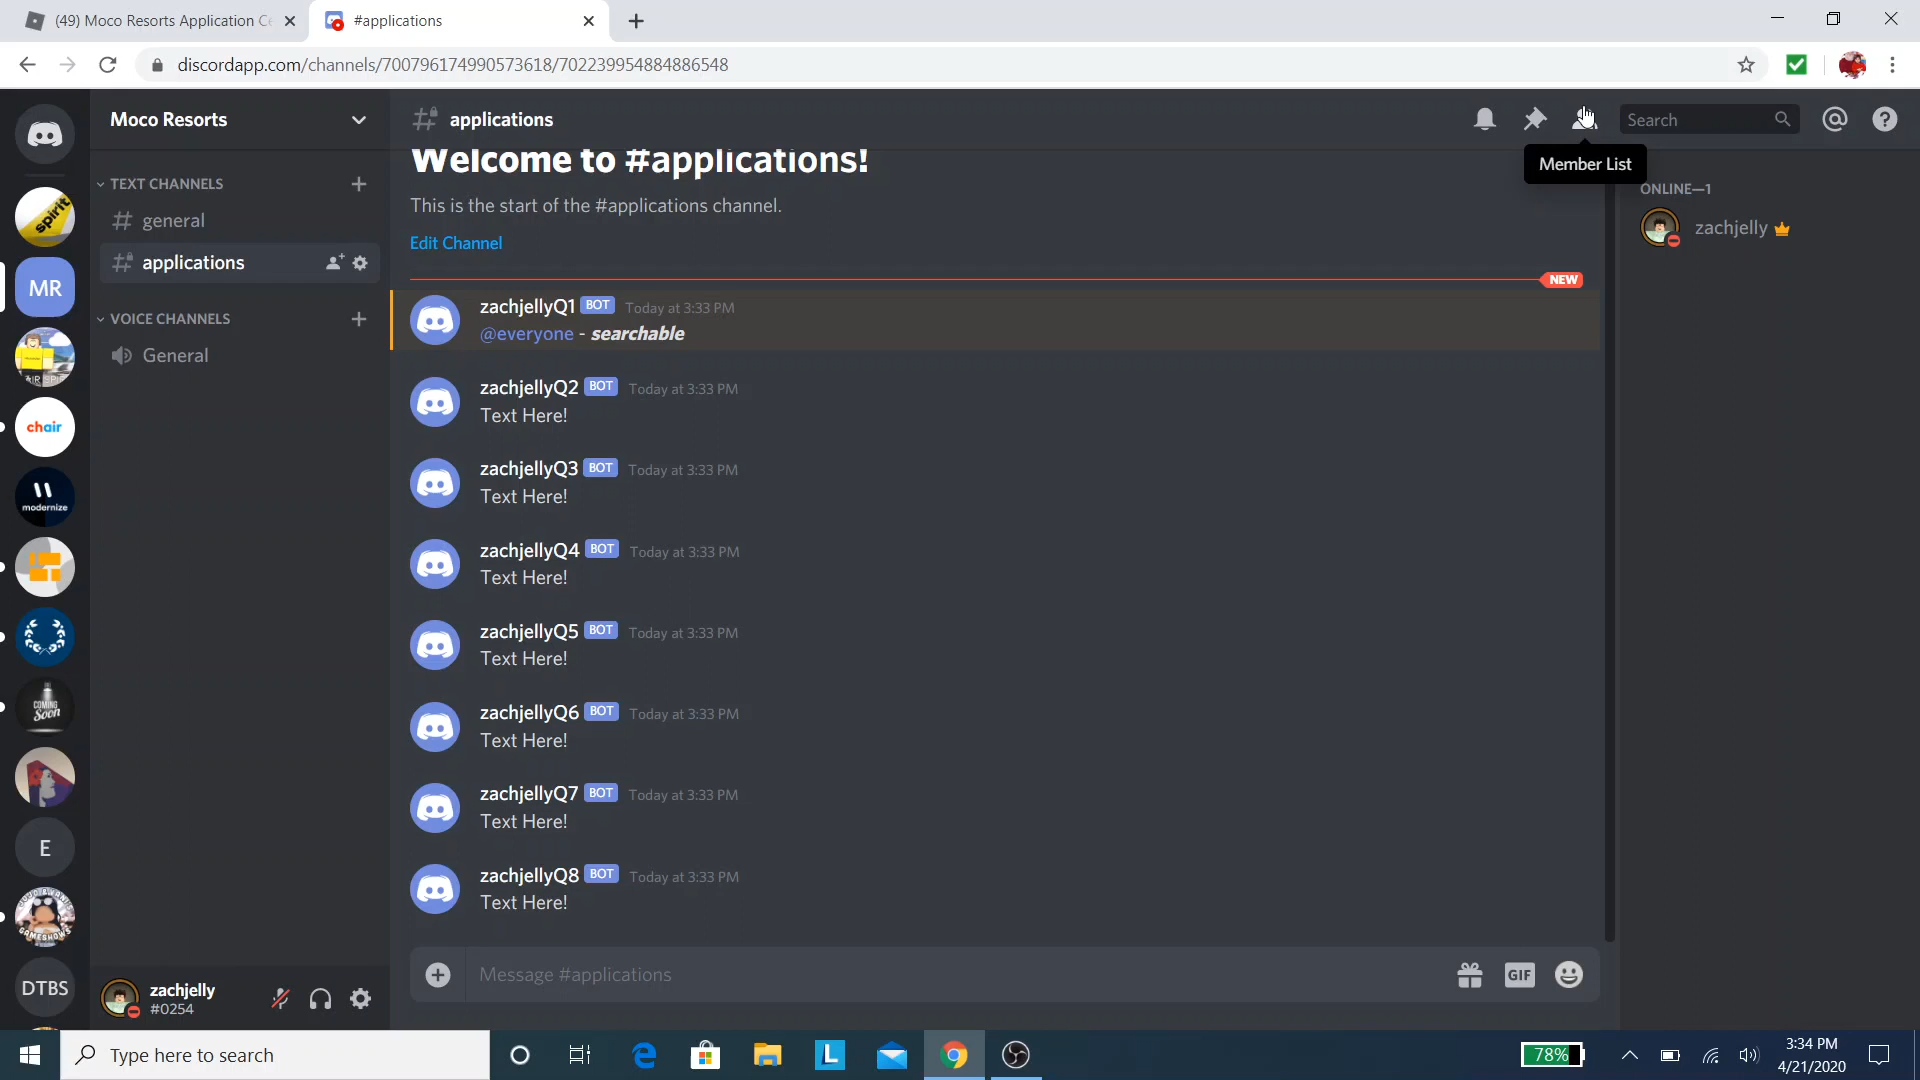 (49) Moco Resorts Application Ce
#applications
discordapp.com/channels/700796174990573618/702239954884886548
Moco Resorts
applications
Search
Member List
TEXT CHANNELS
general
applications
VOICE CHANNELS
General
spirit
MR
chair
modernize
COMING
Soon
E
GAMESHOWS
DTBS
Welcome to #applications!
This is the start of the #applications channel.
Edit Channel
NEW
zachjellyQ1 BOT Today at 3:33 PM
@everyone - searchable
zachjellyQ2 BOT Today at 3:33 PM
Text Here!
zachjellyQ3 BOT Today at 3:33 PM
Text Here!
zachjellyQ4 BOT Today at 3:33 PM
Text Here!
zachjellyQ5 BOT Today at 3:33 PM
Text Here!
zachjellyQ6 BOT Today at 3:33 PM
Text Here!
zachjellyQ7 BOT Today at 3:33 PM
Text Here!
zachjellyQ8 BOT Today at 3:33 PM
Text Here!
ONLINE—1
zachjelly
Message #applications
GIF
zachjelly
#0254
Type here to search
L
78%
3:34 PM
4/21/2020